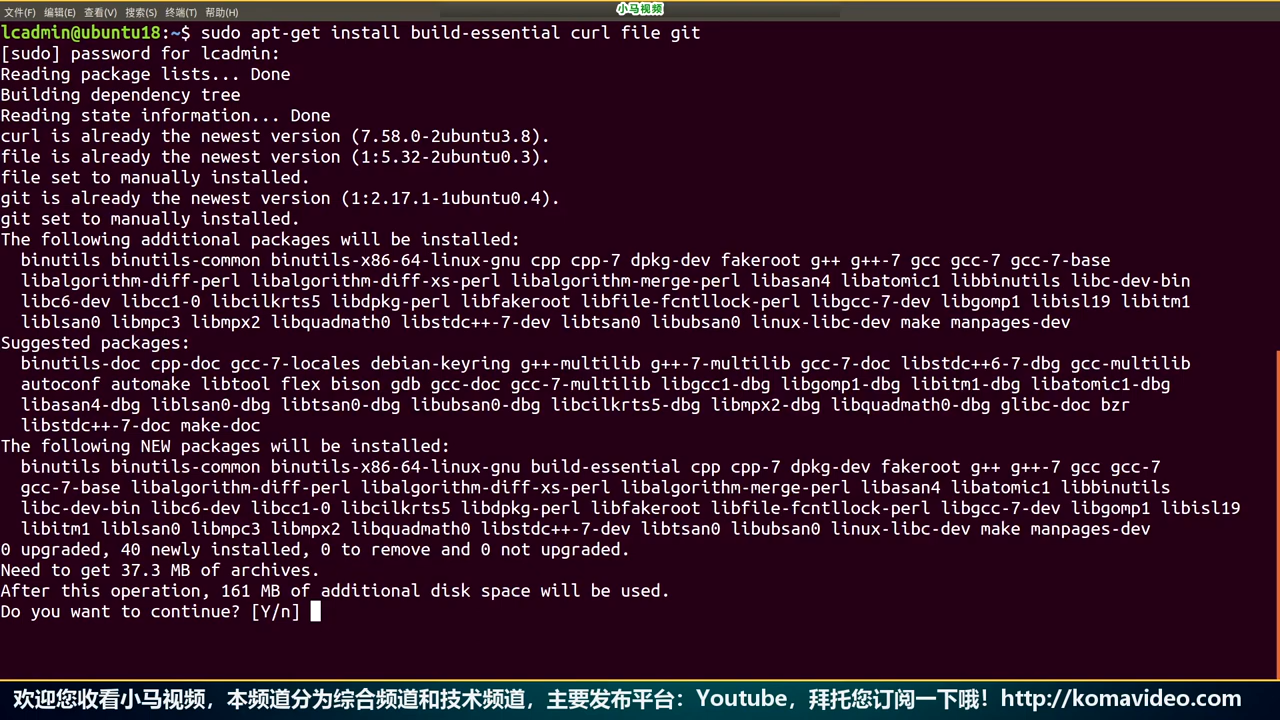 小马视频
文件(F) 编辑(E) 查看(V) 搜索(S) 终端(T) 帮助(H)
lcadmin@ubuntu18:~$ sudo apt-get install build-essential curl file git
[sudo] password for lcadmin:
Reading package lists... Done
Building dependency tree
Reading state information... Done
curl is already the newest version (7.58.0-2ubuntu3.8).
file is already the newest version (1:5.32-2ubuntu0.3).
file set to manually installed.
git is already the newest version (1:2.17.1-1ubuntu0.4).
git set to manually installed.
The following additional packages will be installed:
binutils binutils-common binutils-x86-64-linux-gnu cpp cpp-7 dpkg-dev fakeroot g++ g++-7 gcc gcc-7 gcc-7-base
libalgorithm-diff-perl libalgorithm-diff-xs-perl libalgorithm-merge-perl libasan4 libatomic1 libbinutils libc-dev-bin
libc6-dev libcc1-0 libcilkrts5 libdpkg-perl libfakeroot libfile-fcntllock-perl libgcc-7-dev libgomp1 libisl19 libitm1
liblsan0 libmpc3 libmpx2 libquadmath0 libstdc++-7-dev libtsan0 libubsan0 linux-libc-dev make manpages-dev
Suggested packages:
binutils-doc cpp-doc gcc-7-locales debian-keyring g++-multilib g++-7-multilib gcc-7-doc libstdc++6-7-dbg gcc-multilib
autoconf automake libtool flex bison gdb gcc-doc gcc-7-multilib libgcc1-dbg libgomp1-dbg libitm1-dbg libatomic1-dbg
libasan4-dbg liblsan0-dbg libtsan0-dbg libubsan0-dbg libcilkrts5-dbg libmpx2-dbg libquadmath0-dbg glibc-doc bzr
libstdc++-7-doc make-doc
The following NEW packages will be installed:
binutils binutils-common binutils-x86-64-linux-gnu build-essential cpp cpp-7 dpkg-dev fakeroot g++ g++-7 gcc gcc-7
gcc-7-base libalgorithm-diff-perl libalgorithm-diff-xs-perl libalgorithm-merge-perl libasan4 libatomic1 libbinutils
libc-dev-bin libc6-dev libcc1-0 libcilkrts5 libdpkg-perl libfakeroot libfile-fcntllock-perl libgcc-7-dev libgomp1 libisl19
libitm1 liblsan0 libmpc3 libmpx2 libquadmath0 libstdc++-7-dev libtsan0 libubsan0 linux-libc-dev make manpages-dev
0 upgraded, 40 newly installed, 0 to remove and 0 not upgraded.
Need to get 37.3 MB of archives.
After this operation, 161 MB of additional disk space will be used.
Do you want to continue? [Y/n]
欢迎您收看小马视频，本频道分为综合频道和技术频道，主要发布平台：Youtube，拜托您订阅一下哦！http://komavideo.com